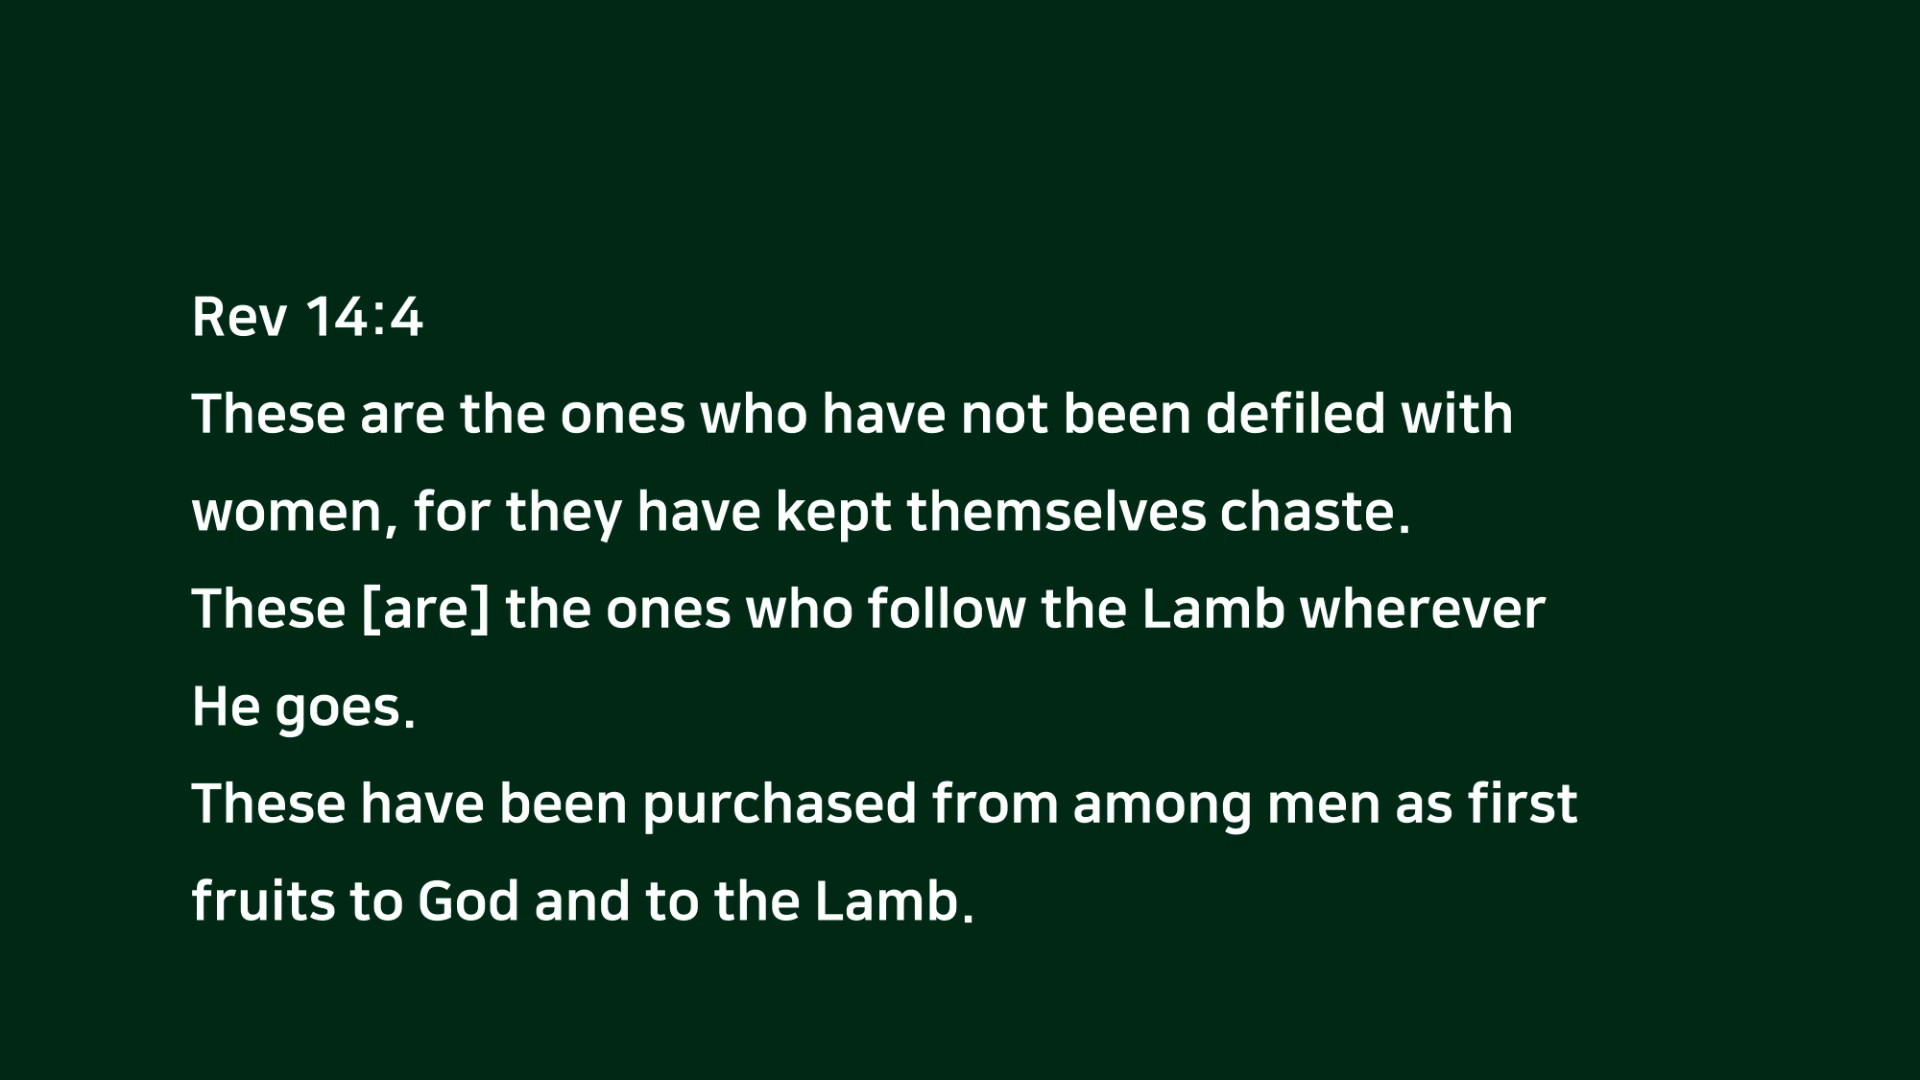 Rev 14:4
These are the ones who have not been defiled with
women, for they have kept themselves chaste.
These [are] the ones who follow the Lamb wherever
He goes.
These have been purchased from among men as first
fruits to God and to the Lamb.